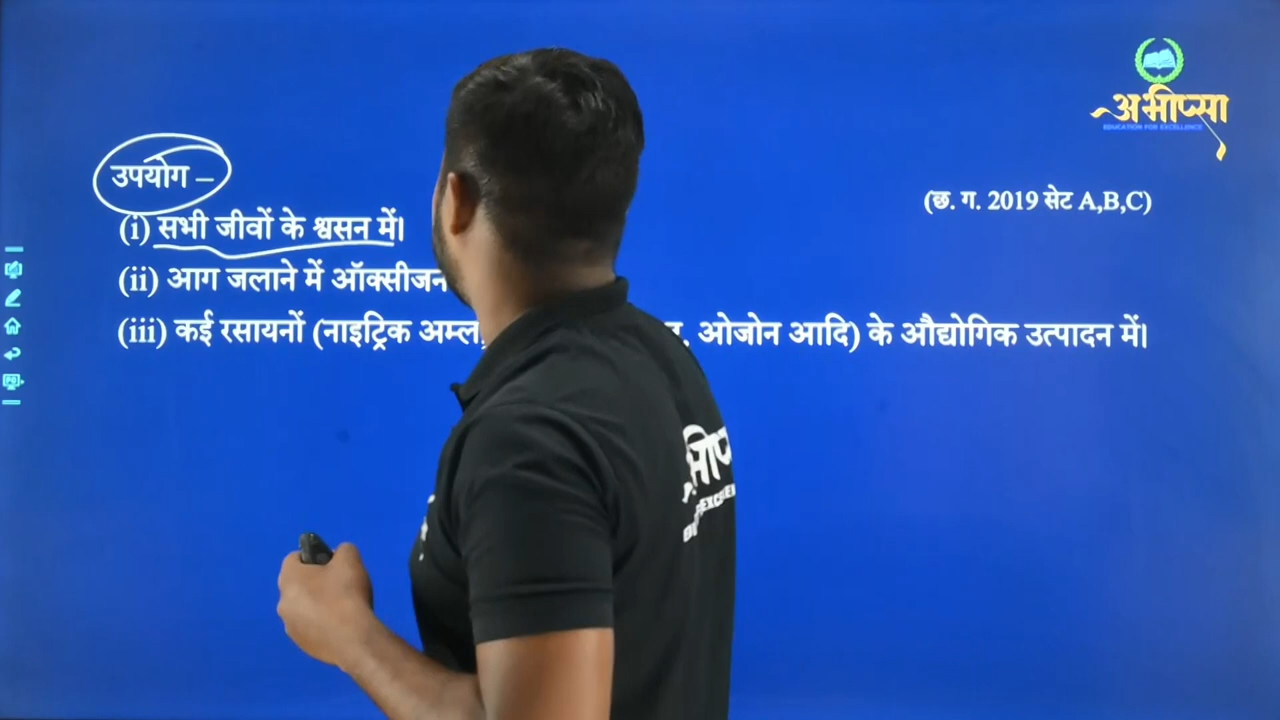 अभीप्सा
EDUCATION FOR EXCELLENCE
उपयोग –
(छ. ग. 2019 सेट A,B,C)
(i) सभी जीवों के श्वसन में।
(ii) आग जलाने में ऑक्सीजन
(iii) कई रसायनों (नाइट्रिक अम्ल, ओजोन आदि) के औद्योगिक उत्पादन में।